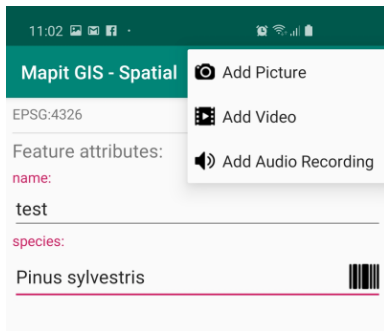 11:02
Mapit GIS - Spatial
Add Picture
Add Video
Add Audio Recording
EPSG:4326
Feature attributes:
name:
test
species:
Pinus sylvestris